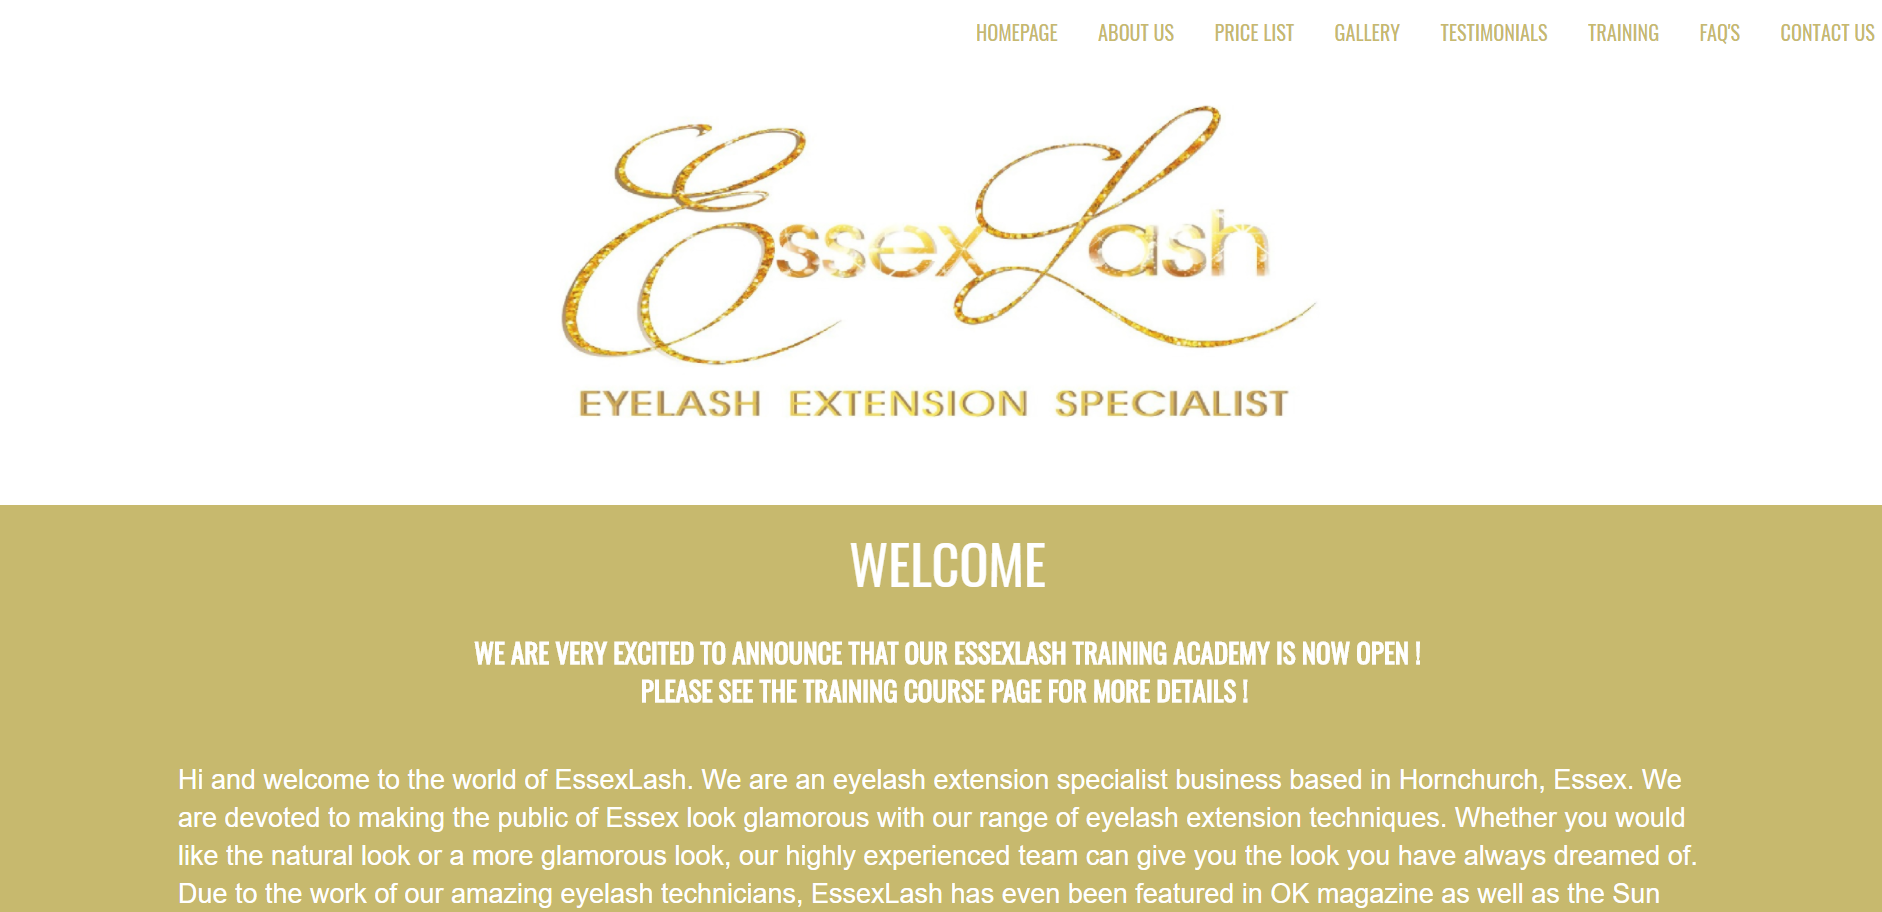 HOMEPAGE ABOUT US PRICE LIST GALLERY TESTIMONIALS TRAINING FAQ'S CONTACT US
EssexLash
EYELASH EXTENSION SPECIALIST
WELCOME
WE ARE VERY EXCITED TO ANNOUNCE THAT OUR ESSEXLASH TRAINING ACADEMY IS NOW OPEN !
PLEASE SEE THE TRAINING COURSE PAGE FOR MORE DETAILS !
Hi and welcome to the world of EssexLash. We are an eyelash extension specialist business based in Hornchurch, Essex. We
are devoted to making the public of Essex look glamorous with our range of eyelash extension techniques. Whether you would
like the natural look or a more glamorous look, our highly experienced team can give you the look you have always dreamed of.
Due to the work of our amazing eyelash technicians, EssexLash has even been featured in OK magazine as well as the Sun